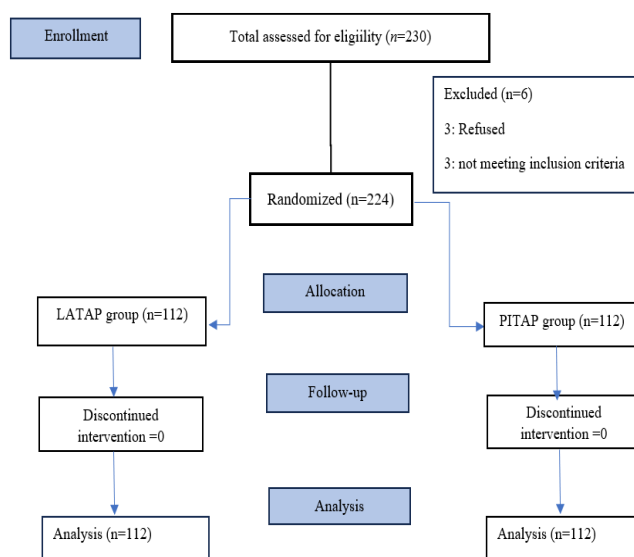 Enrollment
Total assessed for eligiility (n=230)
Excluded (n=6)
3: Refused
3: not meeting inclusion criteria
Randomized (n=224)
Allocation
LATAP group (n=112)
PITAP group (n=112)
Follow-up
Discontinued
intervention =0
Discontinued
intervention =0
Analysis
Analysis (n=112)
Analysis (n=112)